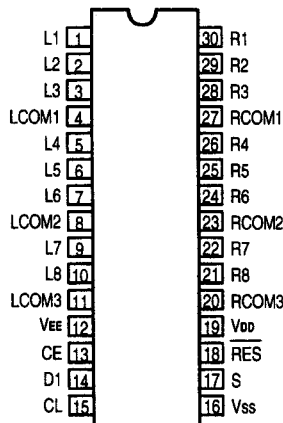 L1 1 30 R1
L2 2 29 R2
L3 3 28 R3
LCOM1 4 27 RCOM1
L4 5 26 R4
L5 6 25 R5
L6 7 24 R6
LCOM2 8 23 RCOM2
L7 9 22 R7
L8 10 21 R8
LCOM3 11 20 RCOM3
VEE 12 19 VDD
CE 13 18 R̅E̅S̅
D1 14 17 S
CL 15 16 Vss